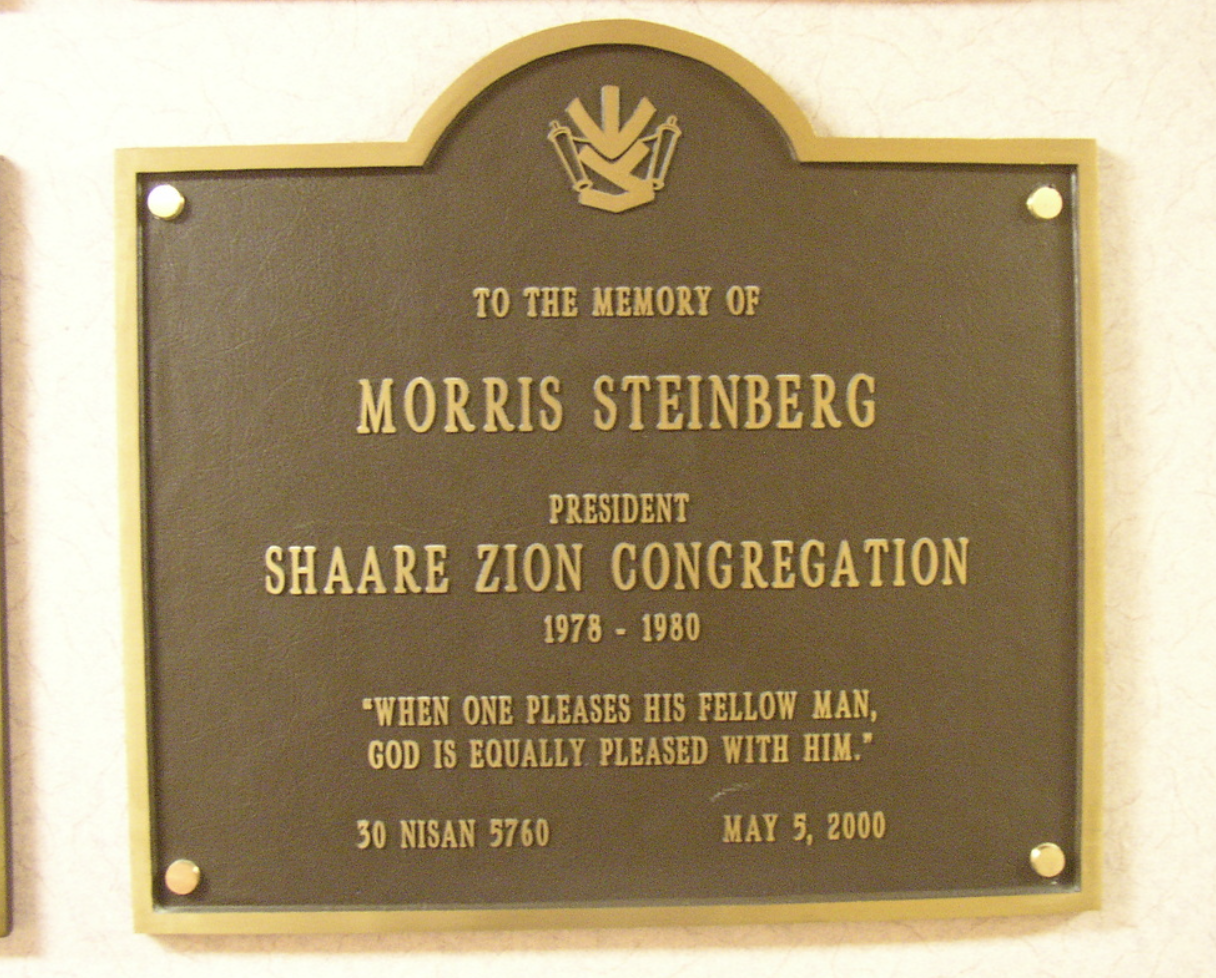 TO THE MEMORY OF
MORRIS STEINBERG
PRESIDENT
SHAARE ZION CONGREGATION
1978 - 1980
"WHEN ONE PLEASES HIS FELLOW MAN,
GOD IS EQUALLY PLEASED WITH HIM."
30 NISAN 5760 MAY 5, 2000